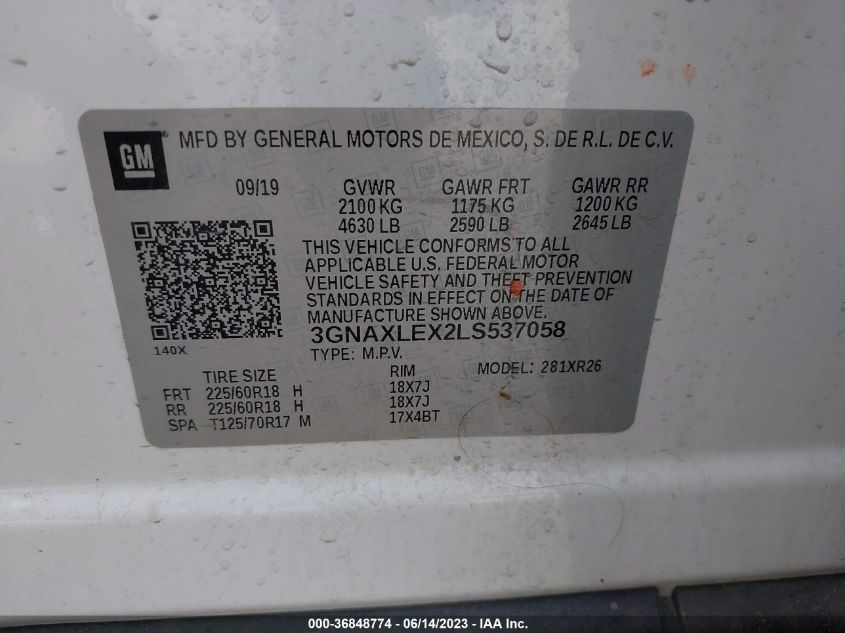 GM
MFD BY GENERAL MOTORS DE MEXICO, S. DE R.L. DE C.V.
09/19 GVWR GAWR FRT GAWR RR
2100 KG 1175 KG 1200 KG
4630 LB 2590 LB 2645 LB
THIS VEHICLE CONFORMS TO ALL
APPLICABLE U.S. FEDERAL MOTOR
VEHICLE SAFETY AND THEFT PREVENTION
STANDARDS IN EFFECT ON THE DATE OF
MANUFACTURE SHOWN ABOVE.
3GNAXLEX2LS537058
140X
TYPE: M.P.V. MODEL: 281XR26
TIRE SIZE RIM
FRT 225/60R18 H 18X7J
RR 225/60R18 H 18X7J
SPA T125/70R17 M 17X4BT
000-36848774 - 06/14/2023 - IAA Inc.